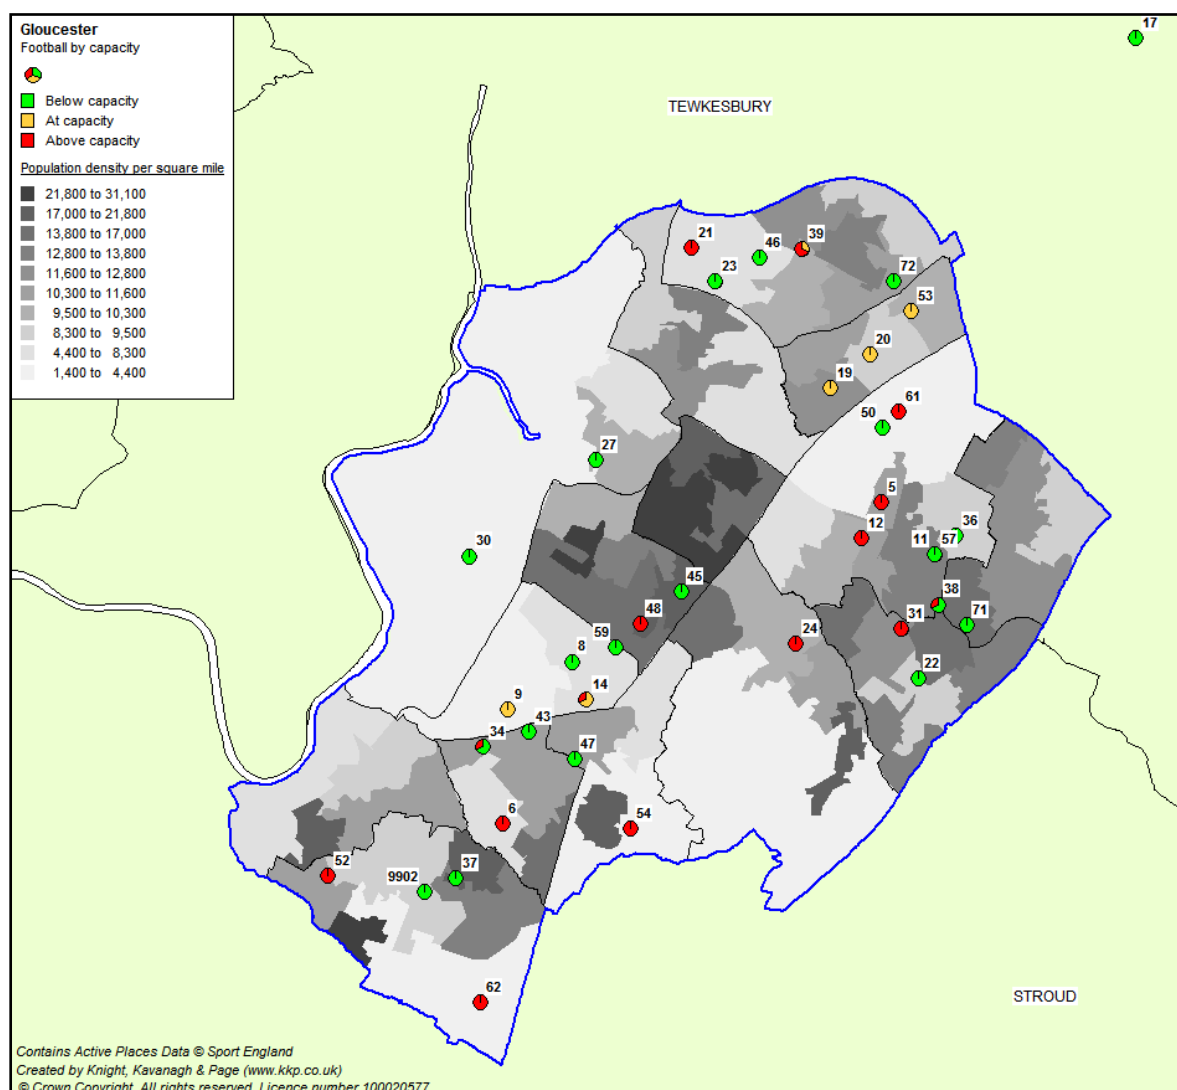 Gloucester
Football by capacity
Below capacity
At capacity
Above capacity
Population density per square mile
21,800 to 31,100
17,000 to 21,800
13,800 to 17,000
12,800 to 13,800
11,600 to 12,800
10,300 to 11,600
9,500 to 10,300
8,300 to 9,500
4,400 to 8,300
1,400 to 4,400
17
TEWKESBURY
21
46
39
23
72
53
20
19
61
50
27
5
12
36
11
57
30
45
38
48
31
71
59
24
8
22
14
9
43
34
47
6
54
52
9902
37
62
STROUD
Contains Active Places Data © Sport England
Created by Knight, Kavanagh & Page (www.kkp.co.uk)
© Crown Copyright. All rights reserved. Licence number 100020577